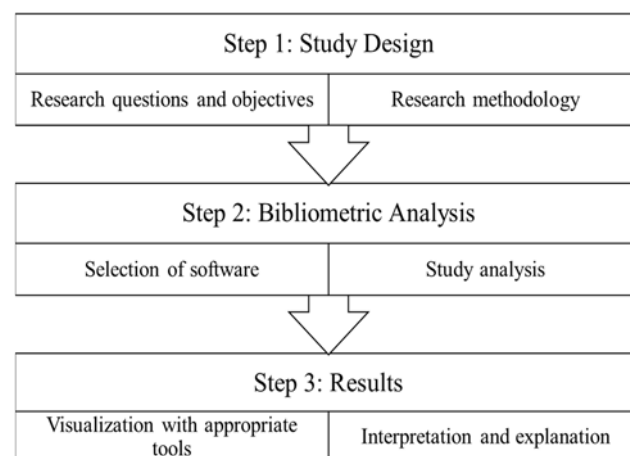 Step 1: Study Design
Research questions and objectives
Research methodology
Step 2: Bibliometric Analysis
Selection of software
Study analysis
Step 3: Results
Visualization with appropriate
tools
Interpretation and explanation